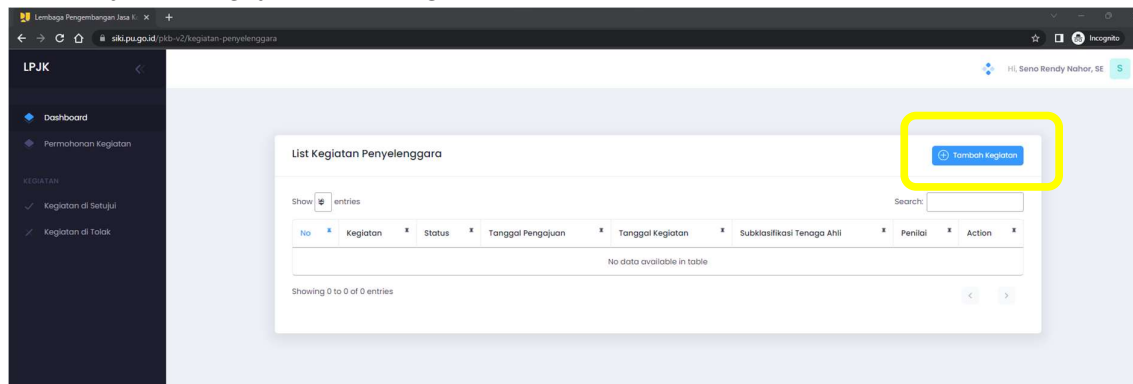 Lembaga Pengembangan Jasa K
siki.pu.go.id/pkb-v2/kegiatan-penyelenggara
Incognito
LPJK
Hi, Seno Rendy Nahor, SE
S
Dashboard
Permohonan Kegiatan
KEGIATAN
Kegiatan di Setujui
Kegiatan di Tolak
List Kegiatan Penyelenggara
Tambah Kegiatan
Show entries
Search:
No Kegiatan Status Tanggal Pengajuan Tanggal Kegiatan Subklasifikasi Tenaga Ahli Penilai Action
No data available in table
Showing 0 to 0 of 0 entries